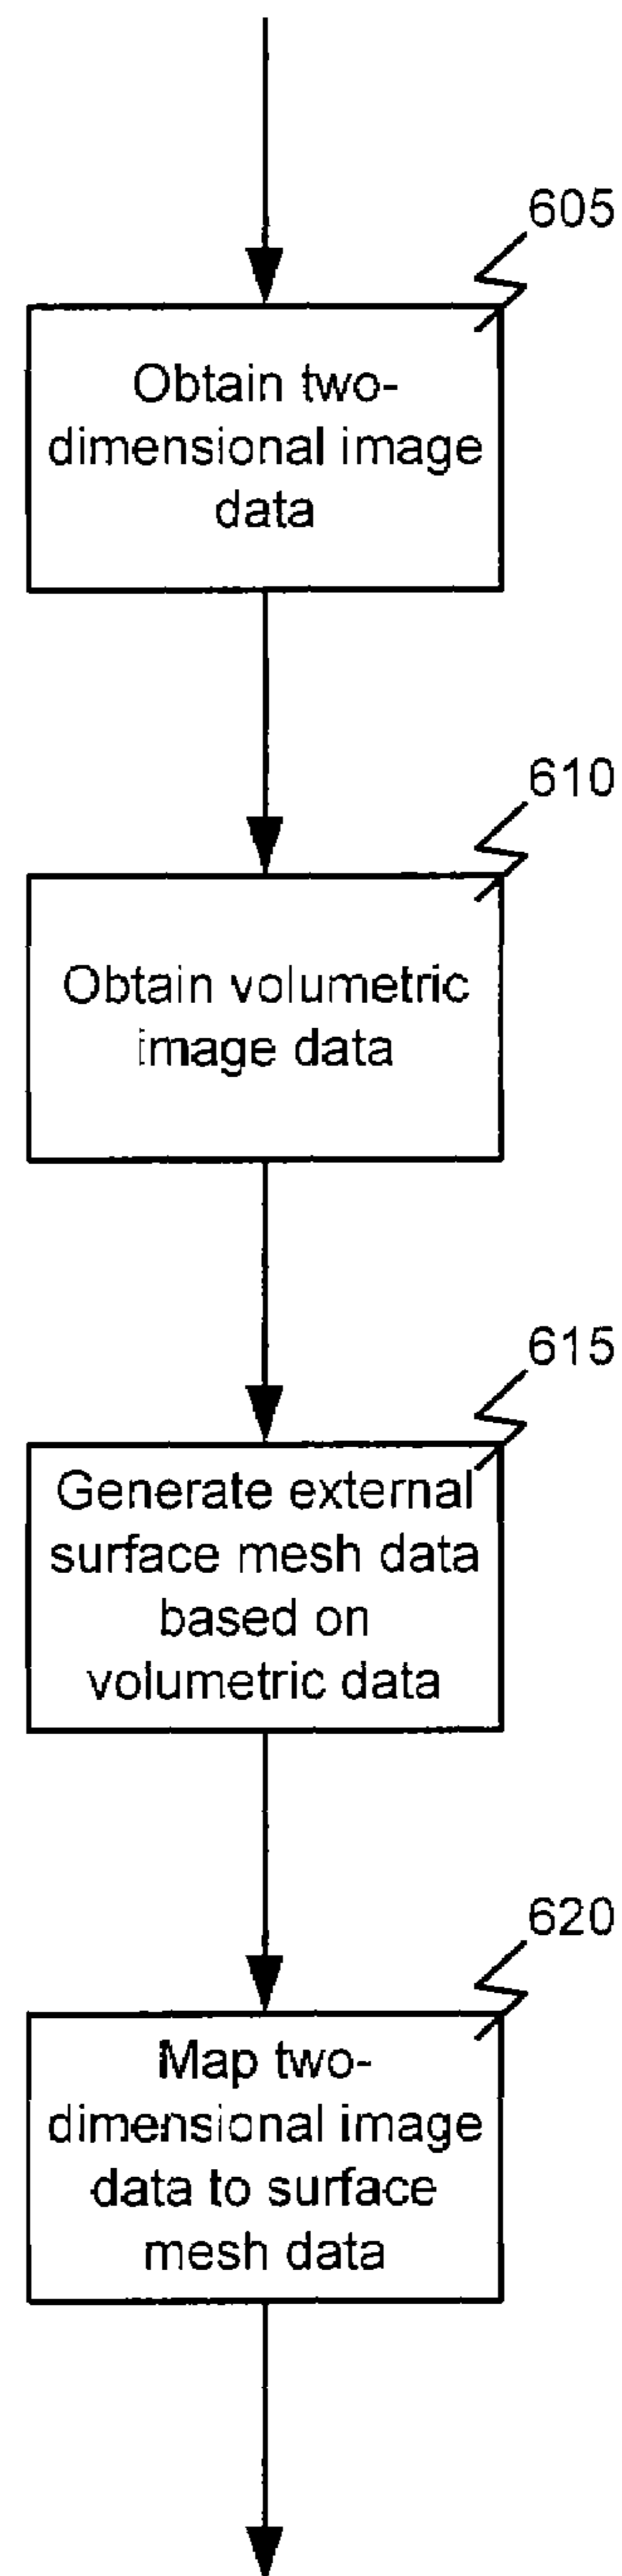 605
Obtain two-
dimensional image
data
610
Obtain volumetric
image data
615
Generate external
surface mesh data
based on
volumetric data
620
Map two-
dimensional image
data to surface
mesh data